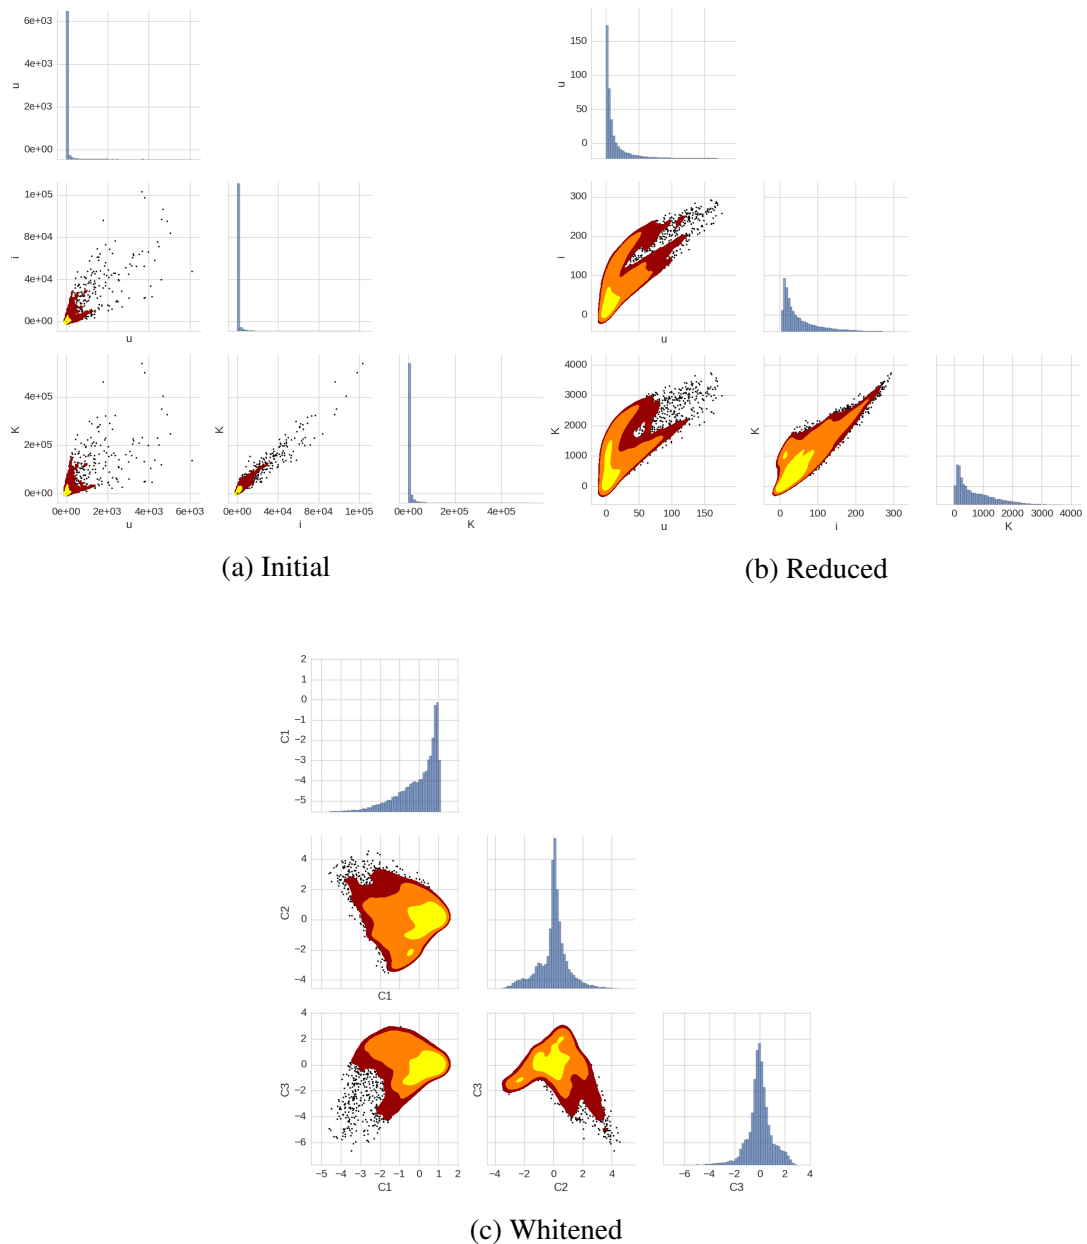 6e+03
4e+03
2e+03
0e+00
u
1e+05
8e+04
4e+04
0e+00
i
u
4e+05
2e+05
0e+00
K
K
0e+00 2e+03 4e+03 6e+03
0e+00 4e+04 8e+04 1e+05
0e+00 2e+05 4e+05
u i K
(a) Initial
150
100
50
0
u
300
200
100
0
i
u
4000
3000
2000
1000
0
K
K
0 50 100 150
0 100 200 300
0 1000 2000 3000 4000
u i K
(b) Reduced
2
1
0
−1
−2
−3
−4
−5
C1
4
2
0
−2
−4
C2
C1
4
2
0
−2
−4
−6
C3
C3
−5 −4 −3 −2 −1 0 1 2
−4 −2 0 2 4
−6 −4 −2 0 2 4
C1 C2 C3
(c) Whitened